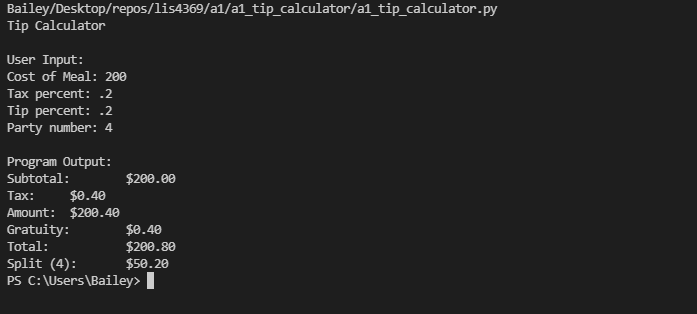 Bailey/Desktop/repos/lis4369/a1/a1_tip_calculator/a1_tip_calculator.py
Tip Calculator
User Input:
Cost of Meal: 200
Tax percent: .2
Tip percent: .2
Party number: 4
Program Output:
Subtotal: $200.00
Tax: $0.40
Amount: $200.40
Gratuity: $0.40
Total: $200.80
Split (4): $50.20
PS C:\Users\Bailey>